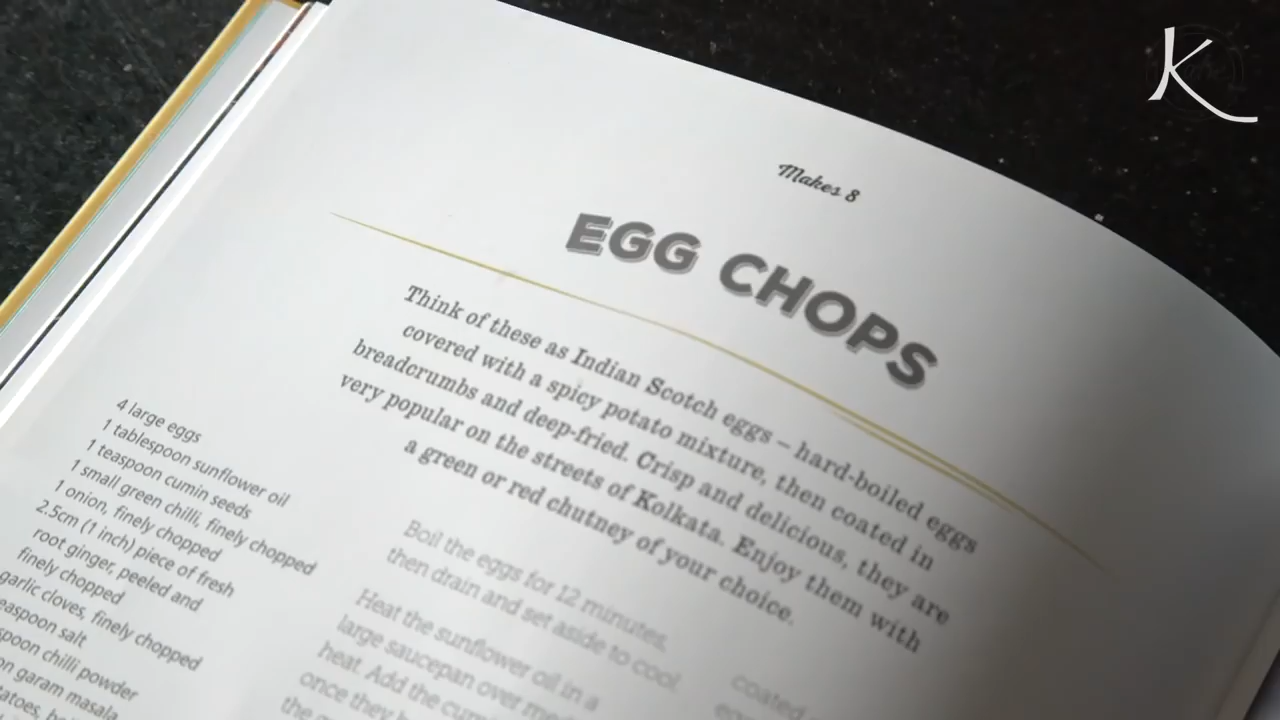 K
Makes 8
EGG CHOPS
Think of these as Indian Scotch eggs – hard-boiled eggs
covered with a spicy potato mixture, then coated in
breadcrumbs and deep-fried. Crisp and delicious, they are
very popular on the streets of Kolkata. Enjoy them with
a green or red chutney of your choice.
4 large eggs
1 tablespoon sunflower oil
1 teaspoon cumin seeds
1 small green chilli, finely chopped
1 onion, finely chopped
2.5cm (1 inch) piece of fresh
root ginger, peeled and
finely chopped
garlic cloves, finely chopped
salt
chilli powder
garam masala
Boil the eggs for 12 minutes,
then drain and set aside to cool
Heat the sunflower oil in a
large saucepan over
heat. Add the
once they
coated